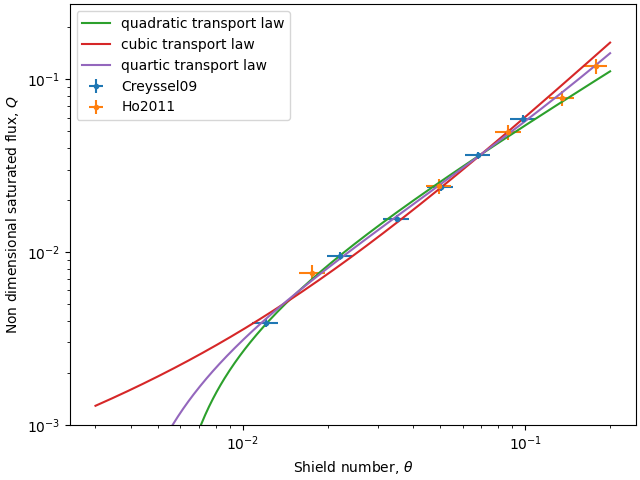 quadratic transport law
cubic transport law
quartic transport law
Creyssel09
Ho2011
Non dimensional saturated flux, Q
10⁻¹
10⁻²
10⁻³
10⁻²
10⁻¹
Shield number, θ